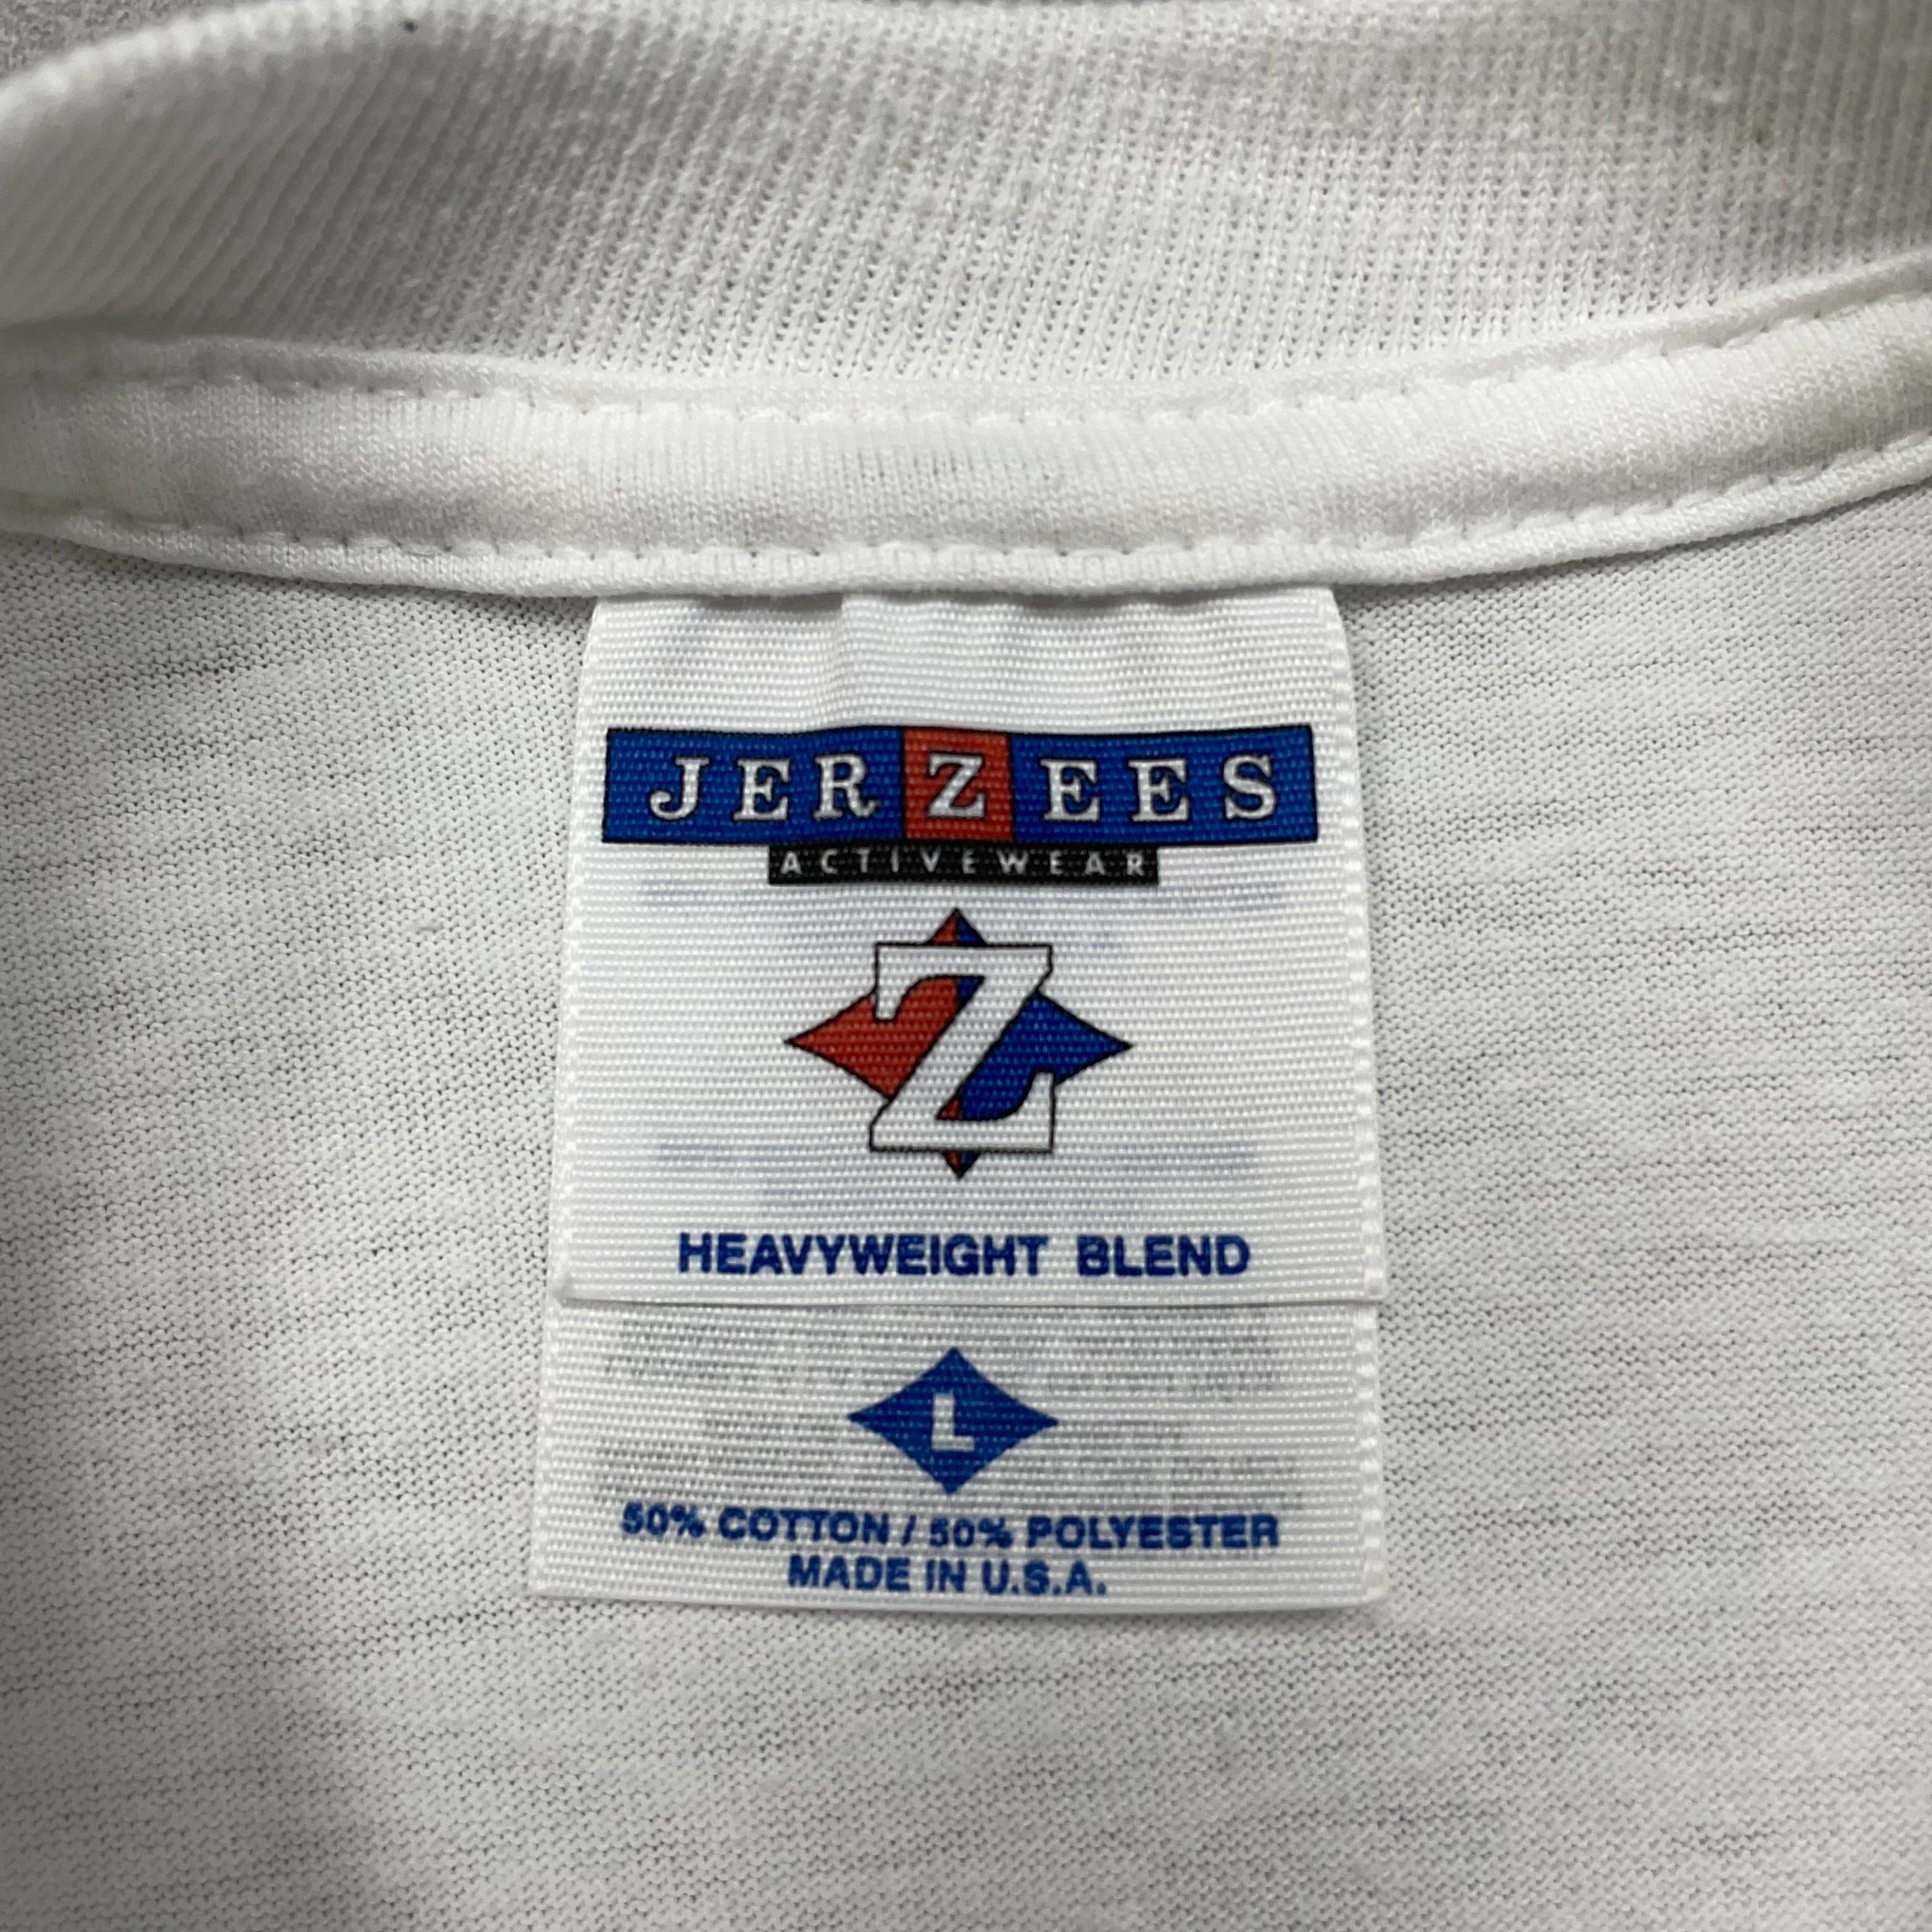 JERZEES
ACTIVEWEAR
Z
HEAVYWEIGHT BLEND
L
50% COTTON / 50% POLYESTER
MADE IN U.S.A.